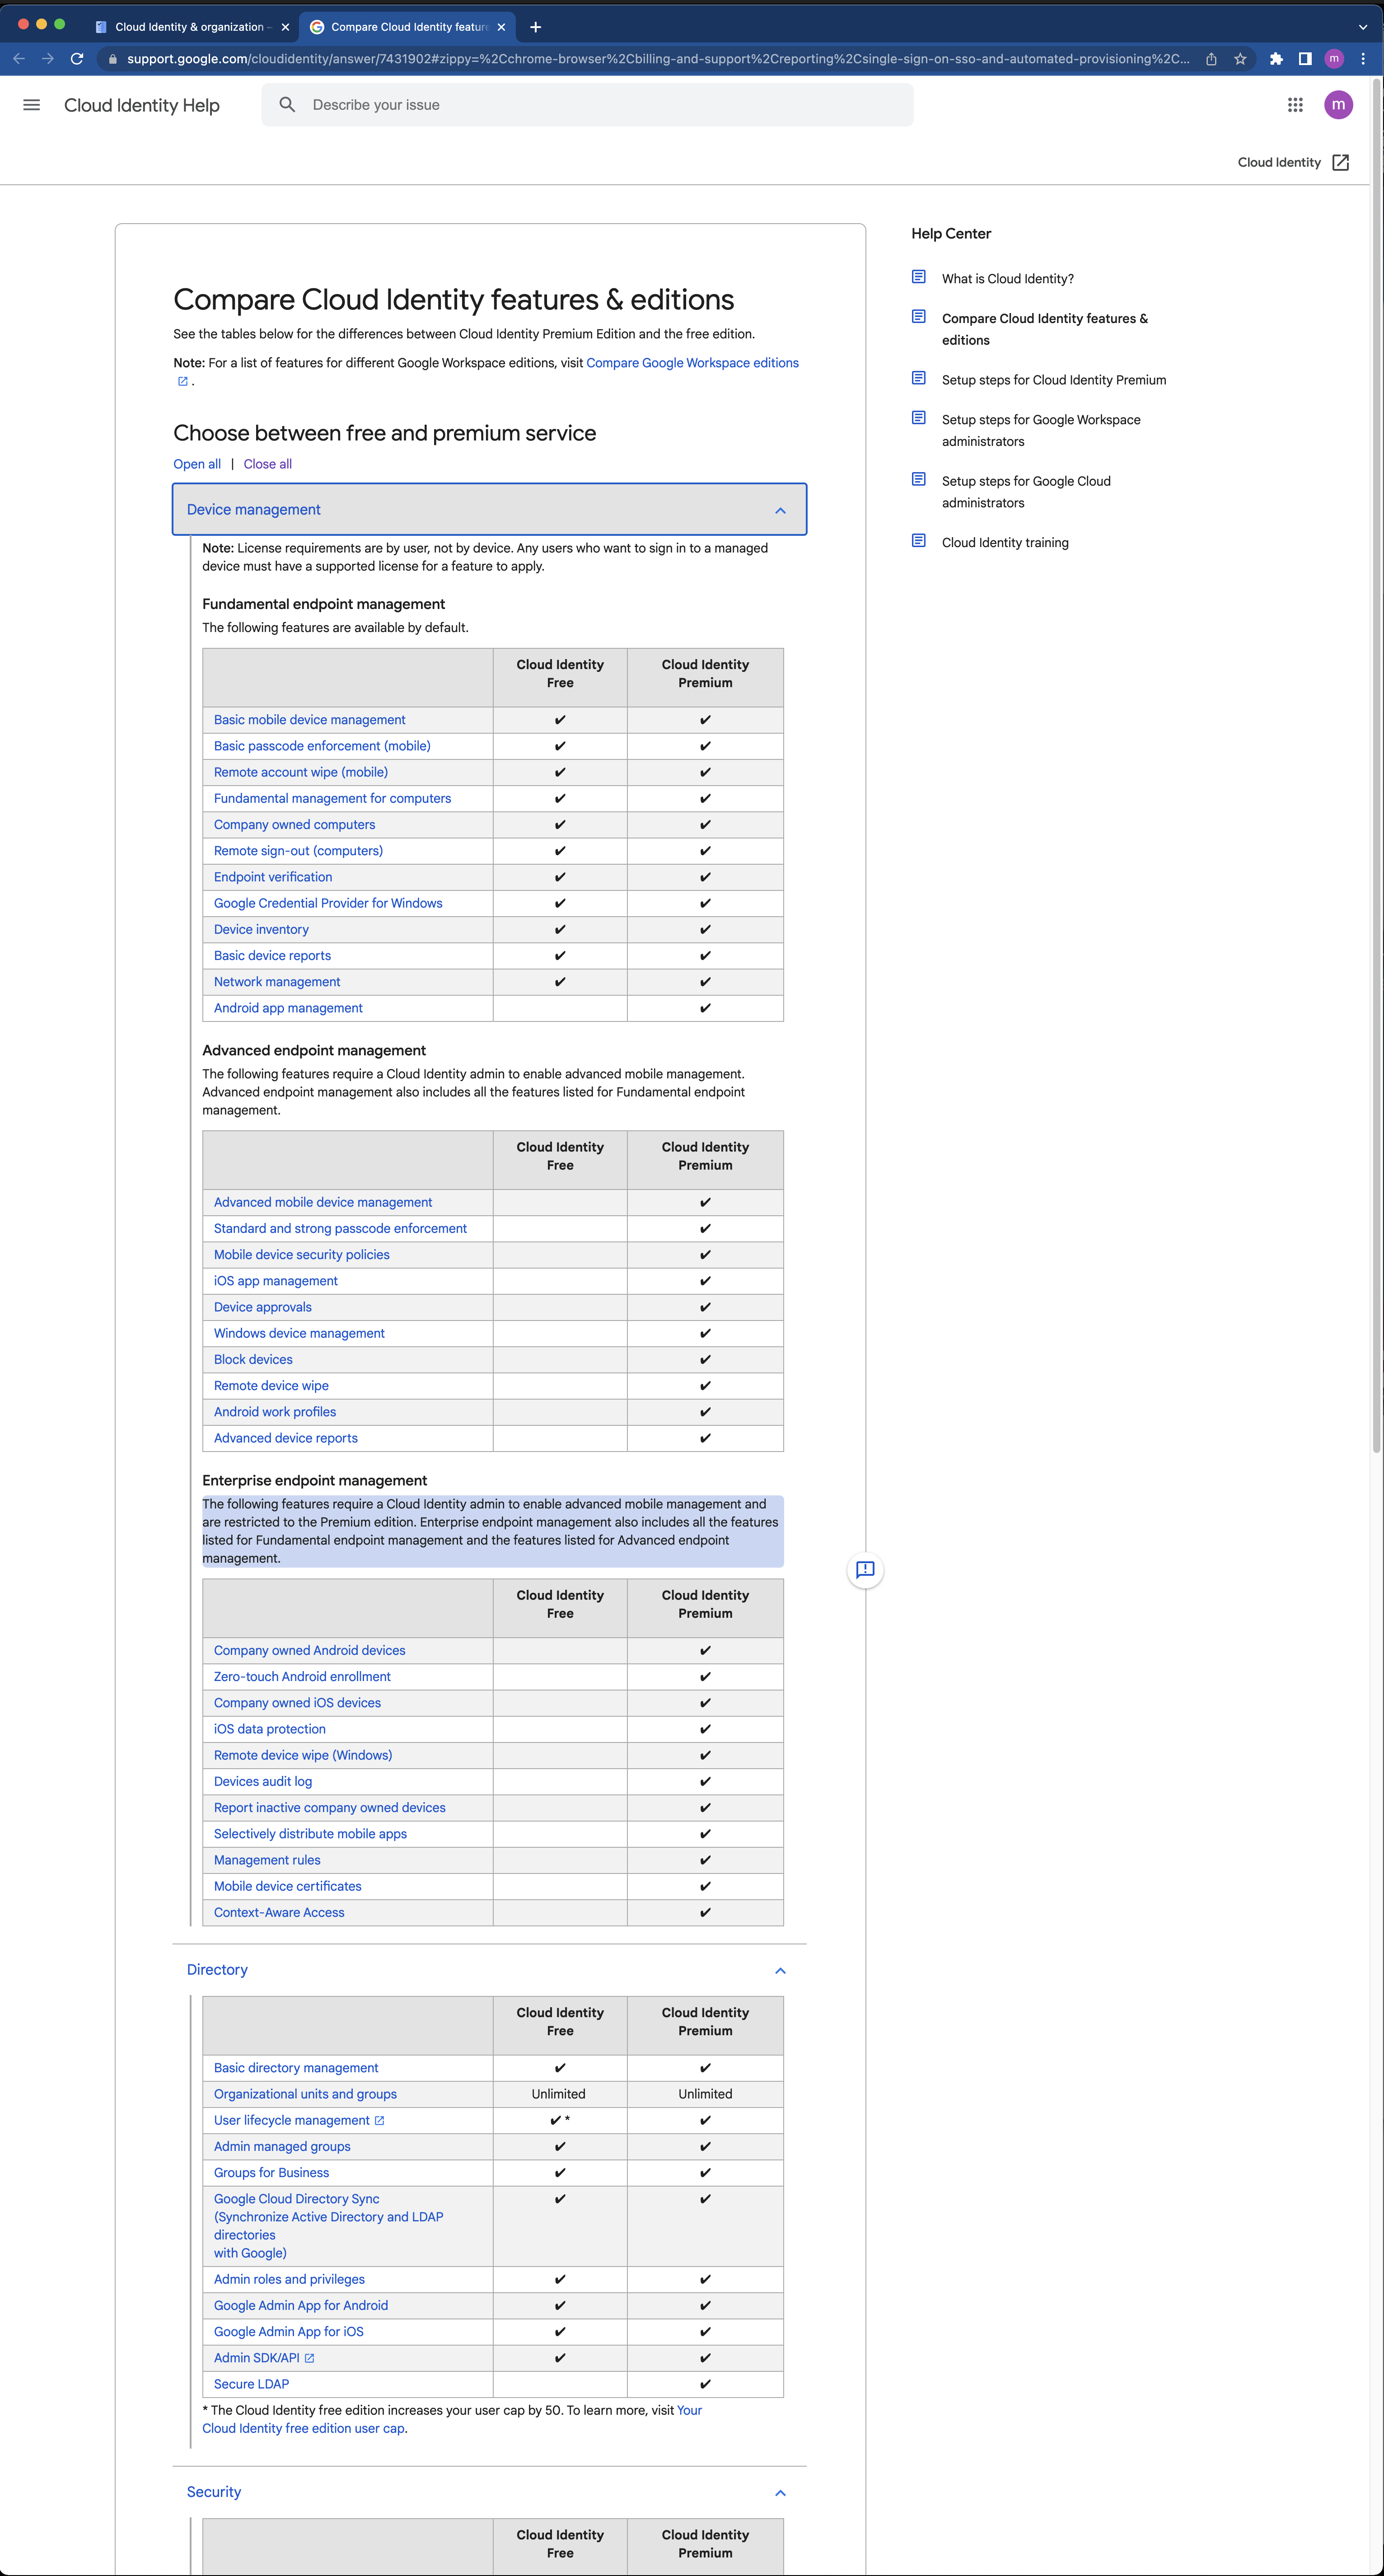 Cloud Identity & organization –
Compare Cloud Identity featur
support.google.com/cloudidentity/answer/7431902#zippy=%2Cchrome-browser%2Cbilling-and-support%2Creporting%2Csingle-sign-on-sso-and-automated-provisioning%2C...
m
Cloud Identity Help
Describe your issue
m
Cloud Identity
Compare Cloud Identity features & editions
See the tables below for the differences between Cloud Identity Premium Edition and the free edition.
Note: For a list of features for different Google Workspace editions, visit Compare Google Workspace editions
.
Choose between free and premium service
Open all | Close all
Device management
Note: License requirements are by user, not by device. Any users who want to sign in to a managed
device must have a supported license for a feature to apply.
Fundamental endpoint management
The following features are available by default.
Cloud Identity Free Cloud Identity Premium
Basic mobile device management ✔ ✔
Basic passcode enforcement (mobile) ✔ ✔
Remote account wipe (mobile) ✔ ✔
Fundamental management for computers ✔ ✔
Company owned computers ✔ ✔
Remote sign-out (computers) ✔ ✔
Endpoint verification ✔ ✔
Google Credential Provider for Windows ✔ ✔
Device inventory ✔ ✔
Basic device reports ✔ ✔
Network management ✔ ✔
Android app management ✔
Advanced endpoint management
The following features require a Cloud Identity admin to enable advanced mobile management.
Advanced endpoint management also includes all the features listed for Fundamental endpoint
management.
Cloud Identity Free Cloud Identity Premium
Advanced mobile device management ✔
Standard and strong passcode enforcement ✔
Mobile device security policies ✔
iOS app management ✔
Device approvals ✔
Windows device management ✔
Block devices ✔
Remote device wipe ✔
Android work profiles ✔
Advanced device reports ✔
Enterprise endpoint management
The following features require a Cloud Identity admin to enable advanced mobile management and
are restricted to the Premium edition. Enterprise endpoint management also includes all the features
listed for Fundamental endpoint management and the features listed for Advanced endpoint
management.
Cloud Identity Free Cloud Identity Premium
Company owned Android devices ✔
Zero-touch Android enrollment ✔
Company owned iOS devices ✔
iOS data protection ✔
Remote device wipe (Windows) ✔
Devices audit log ✔
Report inactive company owned devices ✔
Selectively distribute mobile apps ✔
Management rules ✔
Mobile device certificates ✔
Context-Aware Access ✔
Directory
Cloud Identity Free Cloud Identity Premium
Basic directory management ✔ ✔
Organizational units and groups Unlimited Unlimited
User lifecycle management ✔ * ✔
Admin managed groups ✔ ✔
Groups for Business ✔ ✔
Google Cloud Directory Sync ✔ ✔
(Synchronize Active Directory and LDAP
directories
with Google)
Admin roles and privileges ✔ ✔
Google Admin App for Android ✔ ✔
Google Admin App for iOS ✔ ✔
Admin SDK/API ✔ ✔
Secure LDAP ✔
* The Cloud Identity free edition increases your user cap by 50. To learn more, visit Your
Cloud Identity free edition user cap.
Security
Cloud Identity Free Cloud Identity Premium
Help Center
What is Cloud Identity?
Compare Cloud Identity features &
editions
Setup steps for Cloud Identity Premium
Setup steps for Google Workspace
administrators
Setup steps for Google Cloud
administrators
Cloud Identity training